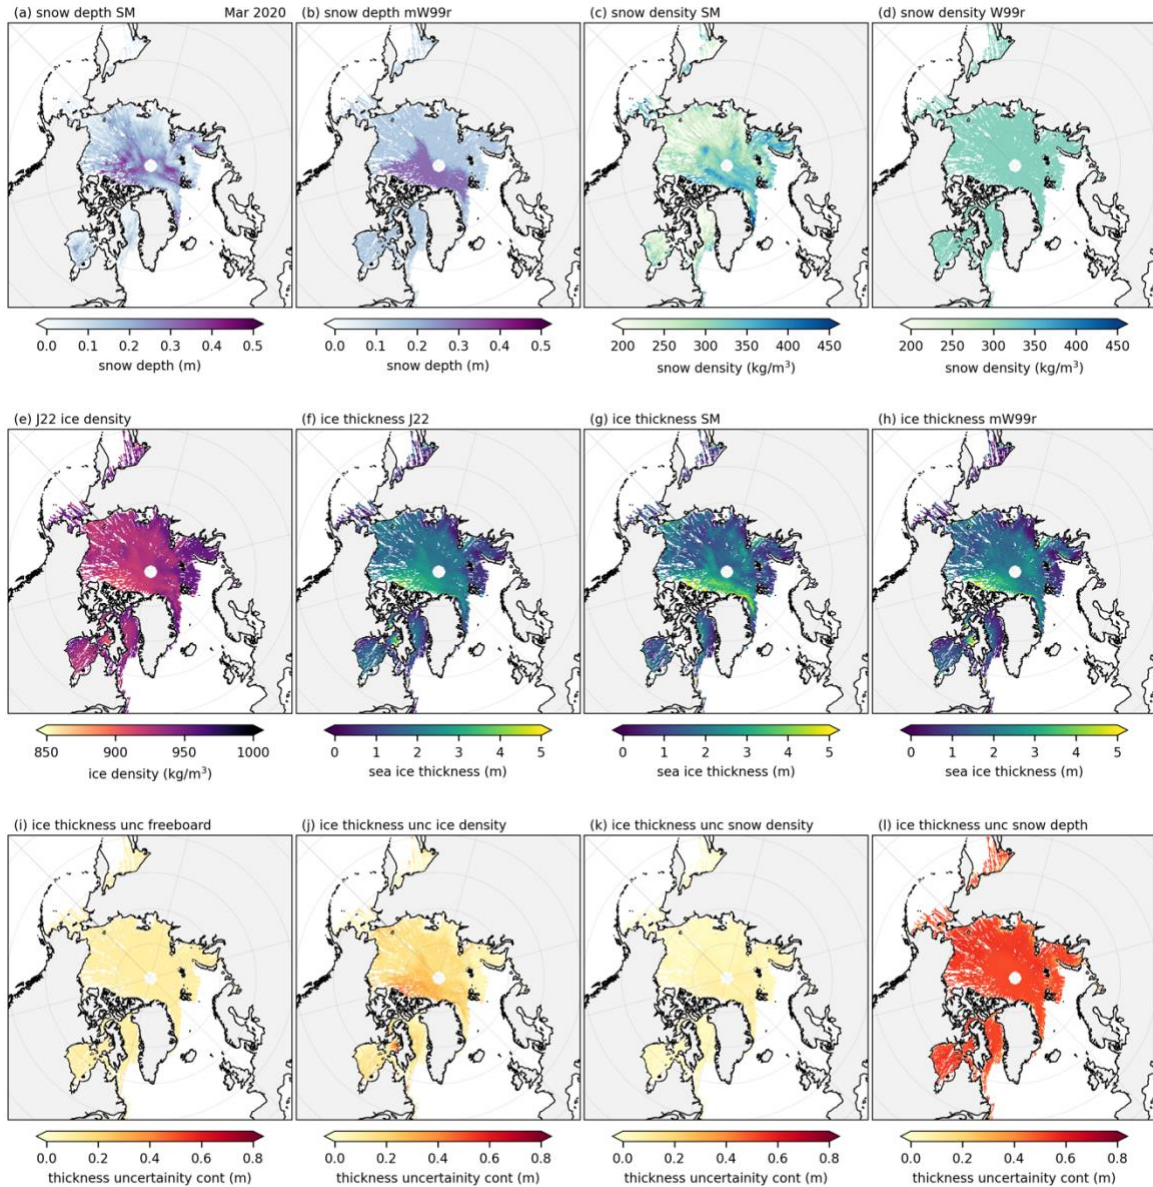 (a) snow depth SM Mar 2020 (b) snow depth mW99r (c) snow density SM (d) snow density W99r
0.0 0.1 0.2 0.3 0.4 0.5 0.0 0.1 0.2 0.3 0.4 0.5 200 250 300 350 400 450 200 250 300 350 400 450
snow depth (m) snow depth (m) snow density (kg/m³) snow density (kg/m³)
(e) J22 ice density (f) ice thickness J22 (g) ice thickness SM (h) ice thickness mW99r
850 900 950 1000 0 1 2 3 4 5 0 1 2 3 4 5 0 1 2 3 4 5
ice density (kg/m³) sea ice thickness (m) sea ice thickness (m) sea ice thickness (m)
(i) ice thickness unc freeboard (j) ice thickness unc ice density (k) ice thickness unc snow density (l) ice thickness unc snow depth
0.0 0.2 0.4 0.6 0.8 0.0 0.2 0.4 0.6 0.8 0.0 0.2 0.4 0.6 0.8 0.0 0.2 0.4 0.6 0.8
thickness uncertainity cont (m) thickness uncertainity cont (m) thickness uncertainity cont (m) thickness uncertainity cont (m)